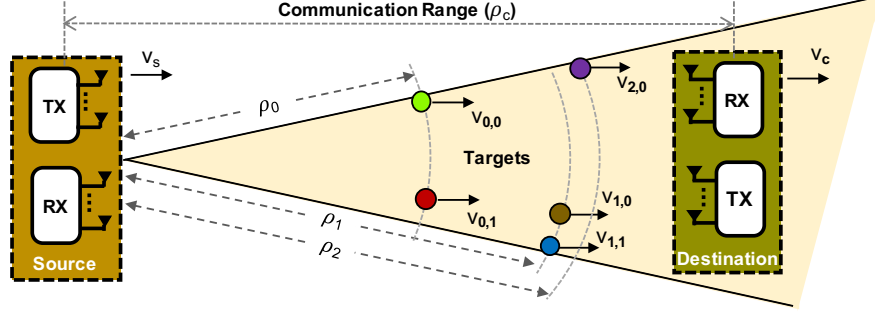 Communication Range (ρc)
Vs
Vc
TX
RX
ρ0
V0,0
V2,0
Targets
RX
TX
V0,1
V1,0
V1,1
ρ1
ρ2
Source
Destination